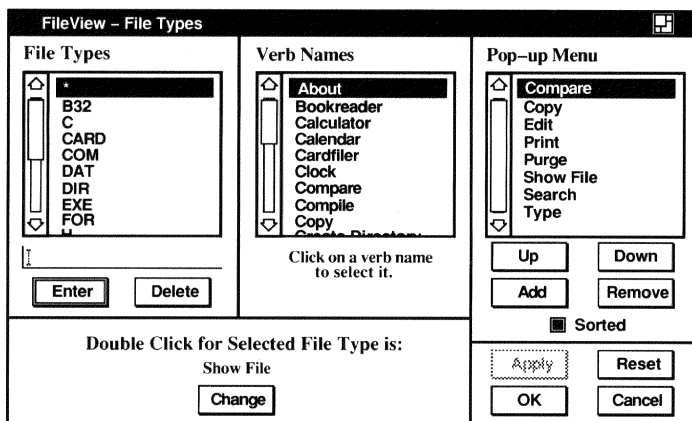 FileView – File Types
File Types
*
B32
C
CARD
COM
DAT
DIR
EXE
FOR
Enter
Delete
Verb Names
About
Bookreader
Calculator
Calendar
Cardfiler
Clock
Compare
Compile
Copy
Create Directory
Click on a verb name
to select it.
Pop-up Menu
Compare
Copy
Edit
Print
Purge
Show File
Search
Type
Up
Down
Add
Remove
Sorted
Double Click for Selected File Type is:
Show File
Change
Apply
Reset
OK
Cancel